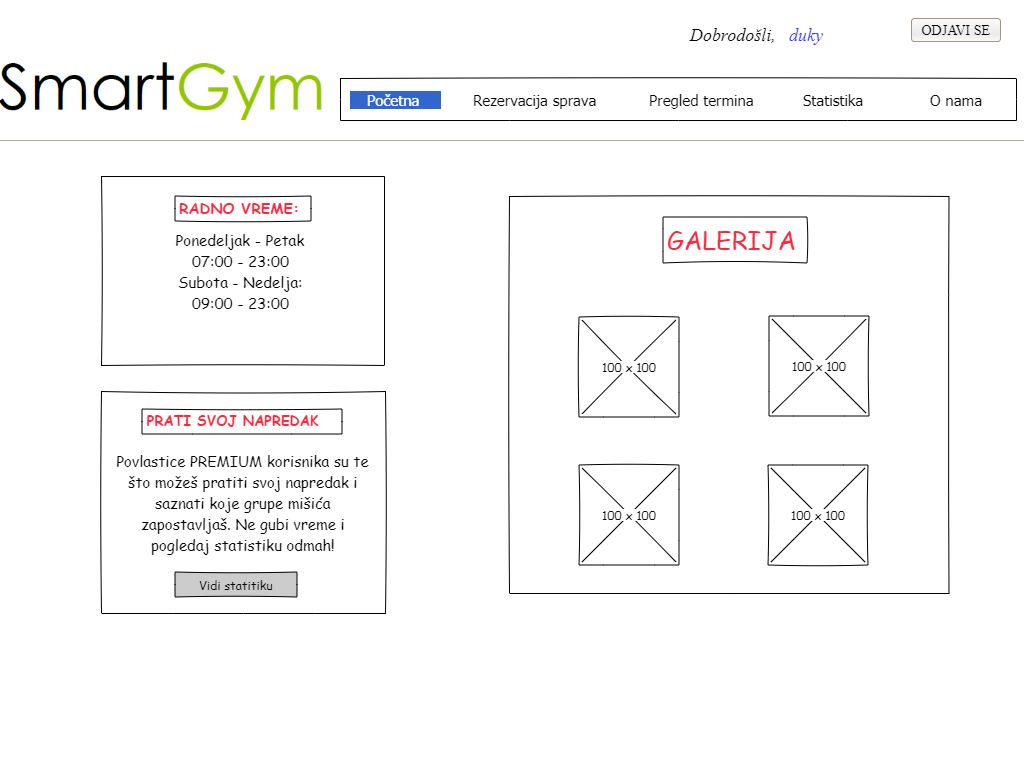 Dobrodošli, duky
ODJAVI SE
SmartGym
Početna Rezervacija sprava Pregled termina Statistika O nama
RADNO VREME:
Ponedeljak - Petak
07:00 - 23:00
Subota - Nedelja:
09:00 - 23:00
PRATI SVOJ NAPREDAK
Povlastice PREMIUM korisnika su te
što možeš pratiti svoj napredak i
saznati koje grupe mišića
zapostavljaš. Ne gubi vreme i
pogledaj statistiku odmah!
Vidi statitiku
GALERIJA
100 x 100
100 x 100
100 x 100
100 x 100